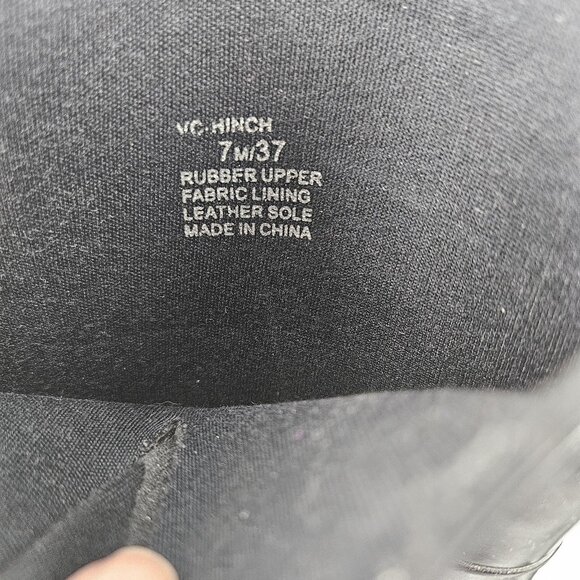 VC-HINCH
7M/37
RUBBER UPPER
FABRIC LINING
LEATHER SOLE
MADE IN CHINA